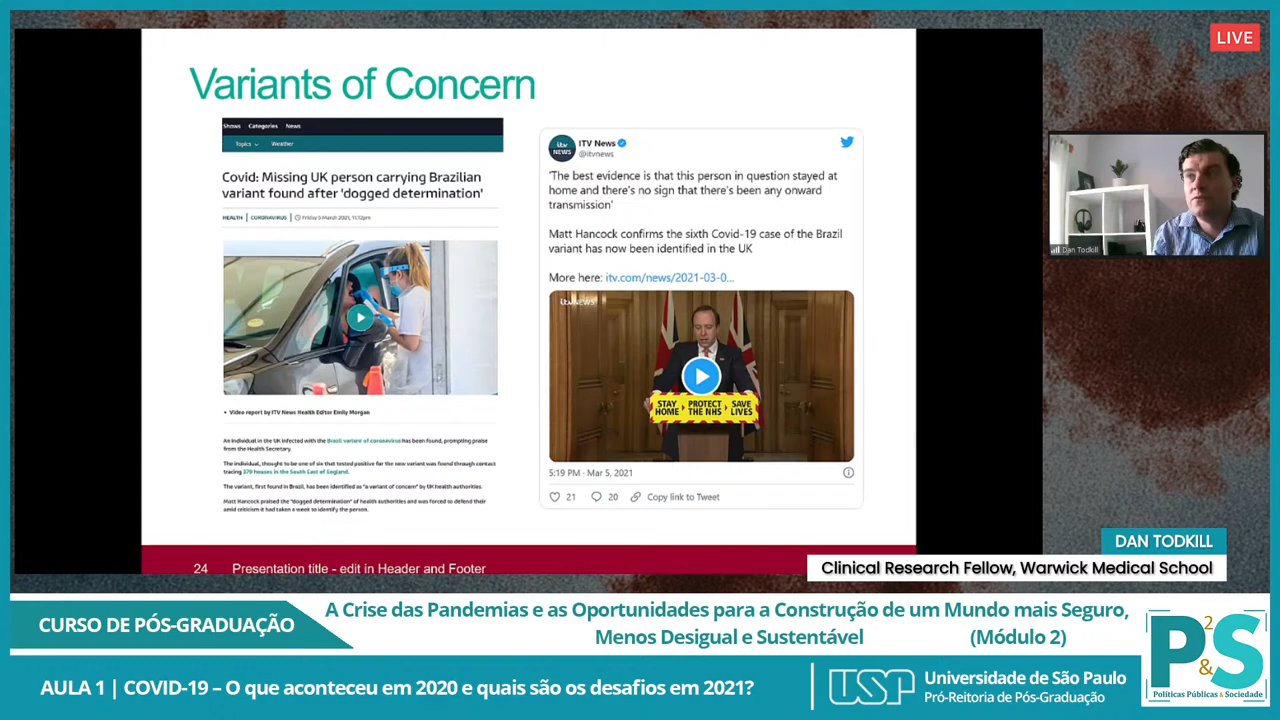 LIVE
Variants of Concern
Shows Categories News
Topics Weather
Covid: Missing UK person carrying Brazilian
variant found after 'dogged determination'
HEALTH | CORONAVIRUS | Friday 5 March 2021, 11:12pm
• Video report by ITV News Health Editor Emily Morgan
An individual in the UK infected with the Brazil variant of coronavirus has been found, prompting praise
from the Health Secretary.
The individual, thought to be one of six that tested positive for the new variant was found through contact
tracing 379 houses in the South East of England.
The variant, first found in Brazil, has been identified as "a variant of concern" by UK health authorities.
Matt Hancock praised the "dogged determination" of health authorities and was forced to defend their
amid criticism it had taken a week to identify the person.
itv NEWS
ITV News
@itvnews
'The best evidence is that this person in question stayed at
home and there's no sign that there's been any onward
transmission'
Matt Hancock confirms the sixth Covid-19 case of the Brazil
variant has now been identified in the UK
More here: itv.com/news/2021-03-0...
itv NEWS
STAY HOME PROTECT THE NHS SAVE LIVES
5:19 PM · Mar 5, 2021
21 20 Copy link to Tweet
24 Presentation title - edit in Header and Footer
Dan Todkill
DAN TODKILL
Clinical Research Fellow, Warwick Medical School
CURSO DE PÓS-GRADUAÇÃO
A Crise das Pandemias e as Oportunidades para a Construção de um Mundo mais Seguro,
Menos Desigual e Sustentável (Módulo 2)
AULA 1 | COVID-19 – O que aconteceu em 2020 e quais são os desafios em 2021?
USP
Universidade de São Paulo
Pró-Reitoria de Pós-Graduação
P2&S
Políticas Públicas & Sociedade